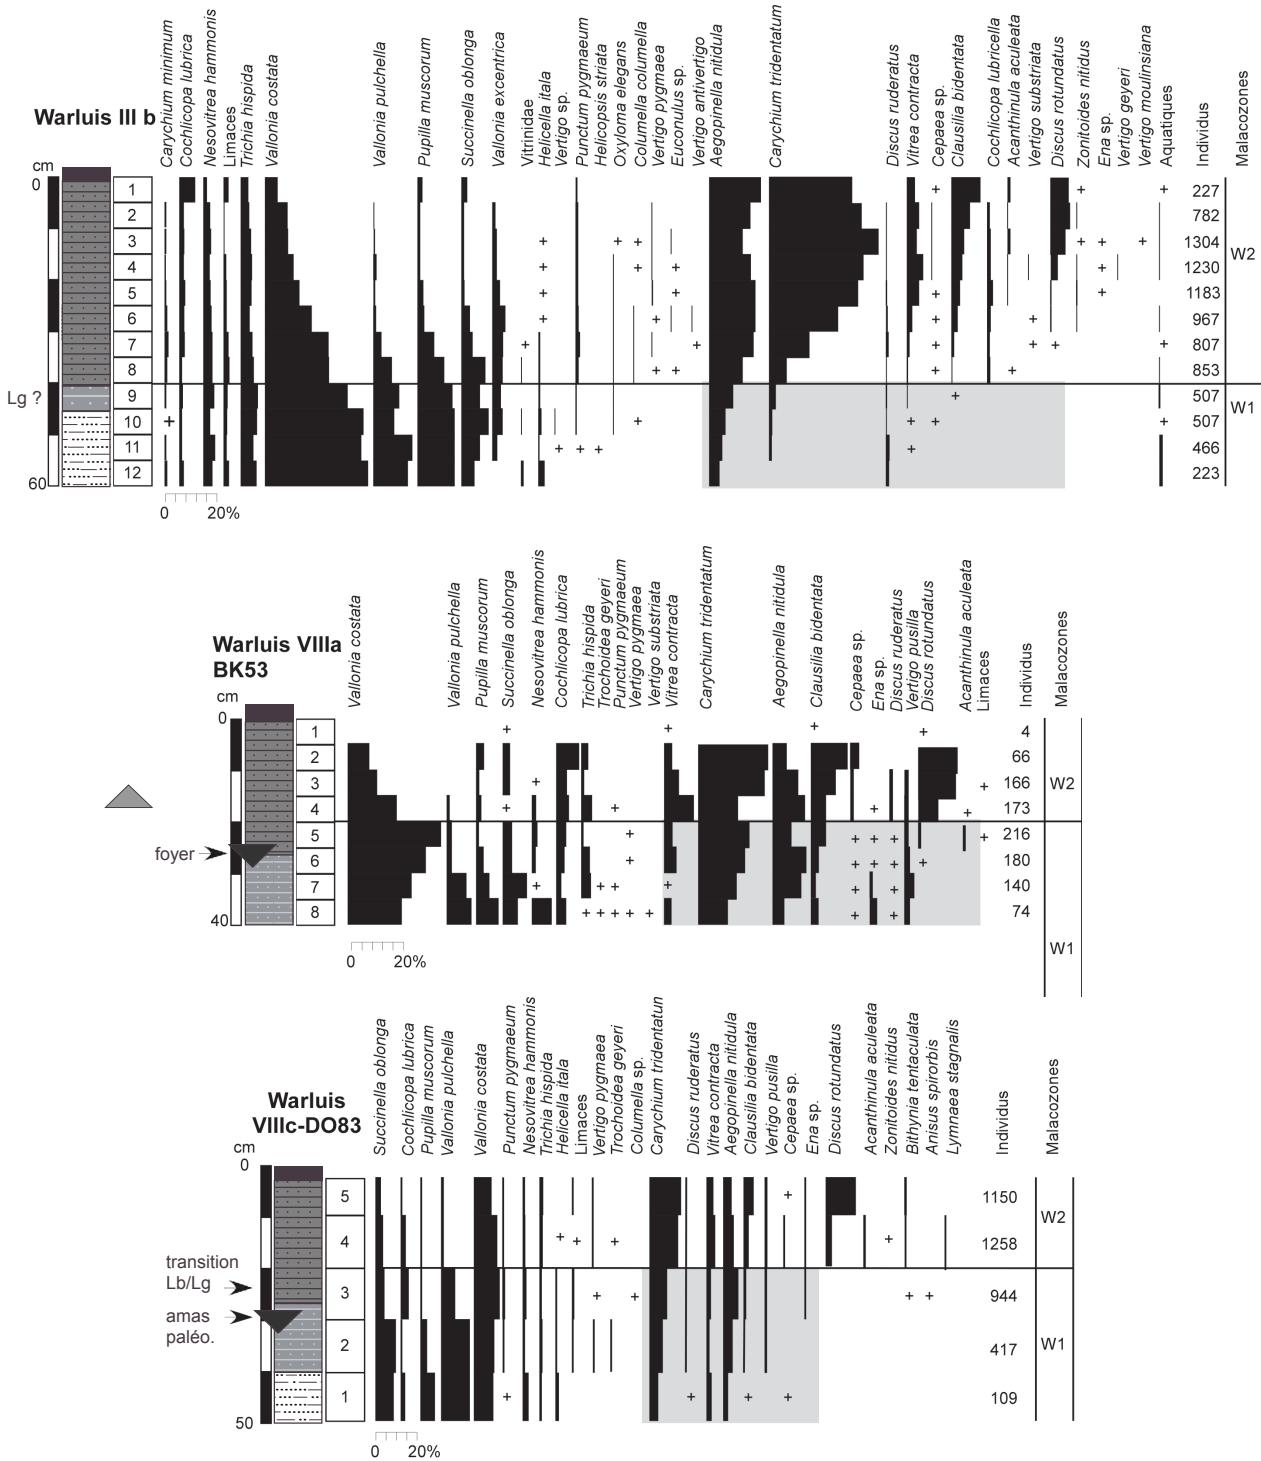 Warluis III b
Carychium minimum
Cochlicopa lubrica
Nesovitrea hammonis
Limaces
Trichia hispida
Vallonia costata
Vallonia pulchella
Pupilla muscorum
Succinella oblonga
Vallonia excentrica
Vitrinidae
Helicella itala
Vertigo sp.
Punctum pygmaeum
Helicopsis striata
Oxyloma elegans
Columella columella
Vertigo pygmaea
Euconulus sp.
Vertigo antivertigo
Aegopinella nitidula
Carychium tridentatum
Discus ruderatus
Vitrea contracta
Cepaea sp.
Clausilia bidentata
Cochlicopa lubricella
Acanthinula aculeata
Vertigo substriata
Discus rotundatus
Zonitoides nitidus
Ena sp.
Vertigo geyeri
Vertigo moulinsiana
Aquatiques
Individus
Malacozones
cm
0
1 + + + 227
2 782
3 + + + + + + 1304
4 + + + + 1230
W2
5 + + + + 1183
6 + + + + 967
7 + + + + + + 807
8 + + + + 853
Lg ?
9 + 507
W1
10 + + + + + 507
11 + + + + 466
12 223
60
0 20%
Warluis VIIIa
BK53
Vallonia costata
Vallonia pulchella
Pupilla muscorum
Succinella oblonga
Nesovitrea hammonis
Cochlicopa lubrica
Trichia hispida
Trochoidea geyeri
Punctum pygmaeum
Vertigo pygmaea
Vertigo substriata
Vitrea contracta
Carychium tridentatum
Aegopinella nitidula
Clausilia bidentata
Cepaea sp.
Ena sp.
Discus ruderatus
Vertigo pusilla
Discus rotundatus
Acanthinula aculeata
Limaces
Individus
Malacozones
cm
0
1 + + + + 4
2 66
3 + + 166
W2
4 + + + + 173
5 + + + + + 216
foyer
6 + + + + + 180
7 + + + + + + 140
8 + + + + + + + 74
40
W1
0 20%
Warluis
VIIIc-DO83
Succinella oblonga
Cochlicopa lubrica
Pupilla muscorum
Vallonia pulchella
Vallonia costata
Punctum pygmaeum
Nesovitrea hammonis
Trichia hispida
Helicella itala
Limaces
Vertigo pygmaea
Trochoidea geyeri
Columella sp.
Carychium tridentatun
Discus ruderatus
Vitrea contracta
Aegopinella nitidula
Clausilia bidentata
Vertigo pusilla
Cepaea sp.
Ena sp.
Discus rotundatus
Acanthinula aculeata
Zonitoides nitidus
Bithynia tentaculata
Anisus spirorbis
Lymnaea stagnalis
Individus
Malacozones
cm
0
5 + 1150
W2
4 + + + + 1258
transition
Lb/Lg
3 + + + + 944
amas
paléo.
2 417
W1
1 + + + + 109
50
0 20%